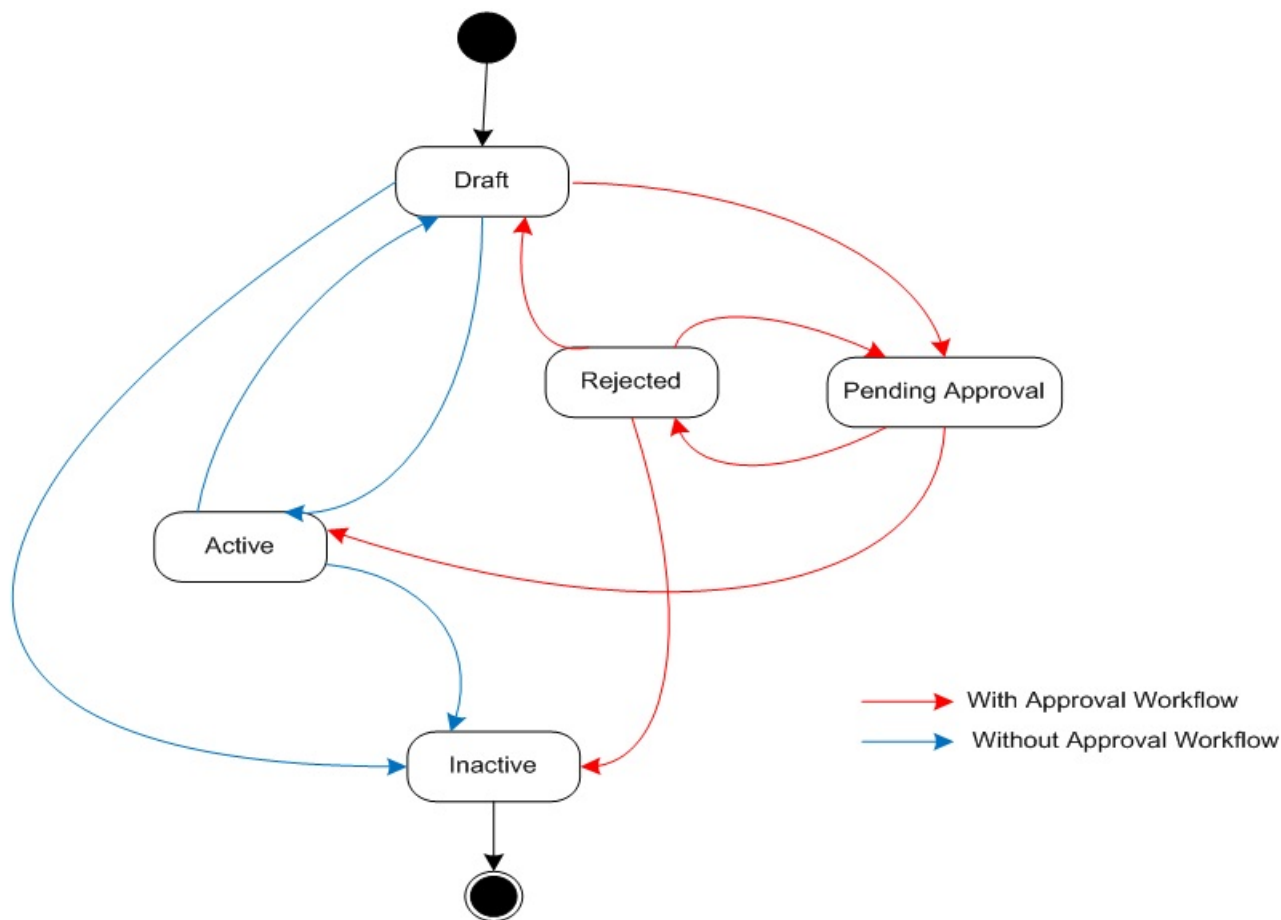 Draft
Rejected
Pending Approval
Active
With Approval Workflow
Without Approval Workflow
Inactive